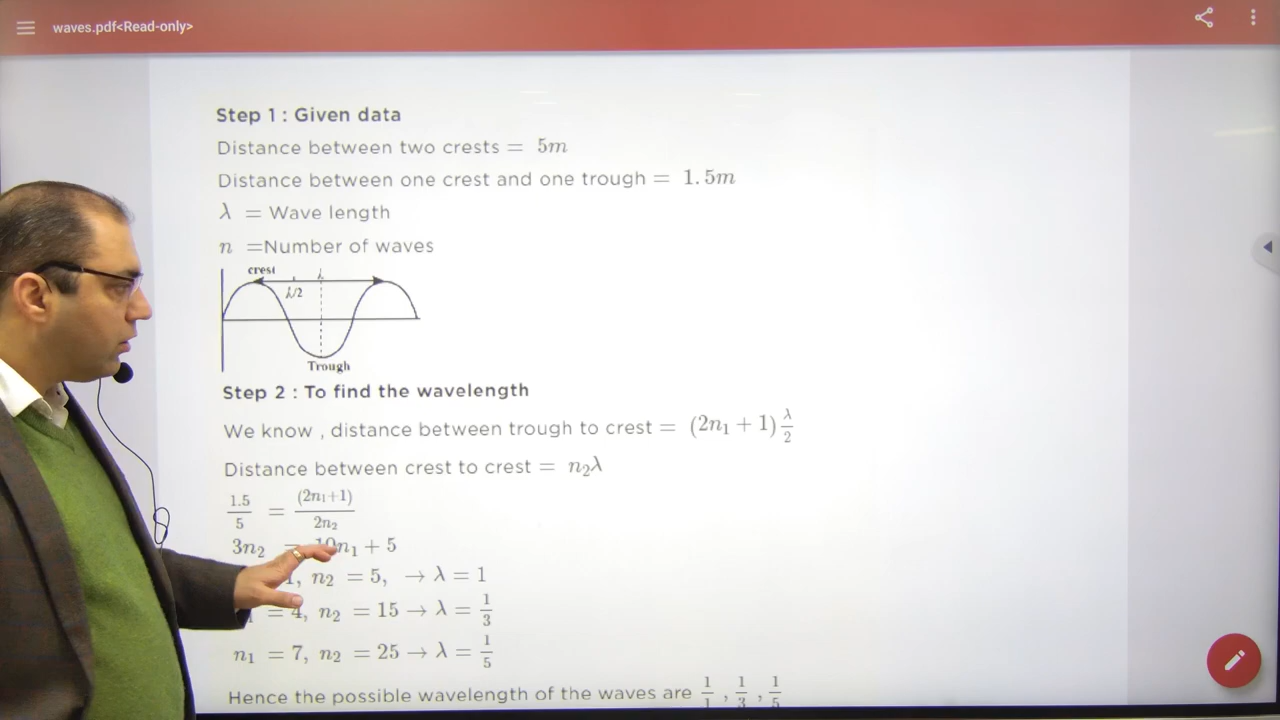 waves.pdf<Read-only>
Step 1 : Given data
Distance between two crests = 5m
Distance between one crest and one trough = 1.5m
λ = Wave length
n =Number of waves
crest
λ
λ/2
Trough
Step 2 : To find the wavelength
We know , distance between trough to crest = (2n₁ + 1) λ/2
Distance between crest to crest = n₂λ
1.5/5 = (2n₁+1)/2n₂
3n₂ = 10n₁ + 5
1, n₂ = 5, → λ = 1
= 4, n₂ = 15 → λ = 1/3
n₁ = 7, n₂ = 25 → λ = 1/5
Hence the possible wavelength of the waves are 1/1 , 1/3 , 1/5